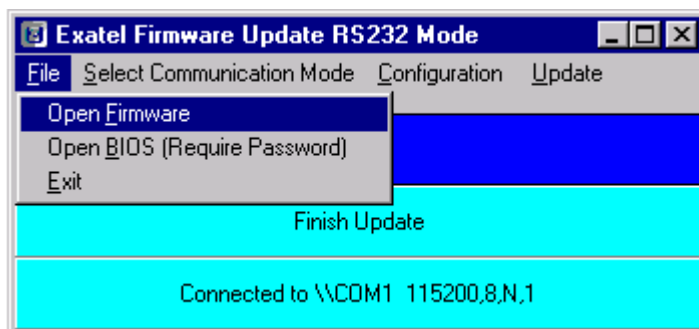 Exatel Firmware Update RS232 Mode
File Select Communication Mode Configuration Update
Open Firmware
Open BIOS (Require Password)
Exit
Finish Update
Connected to \\COM1 115200,8,N,1